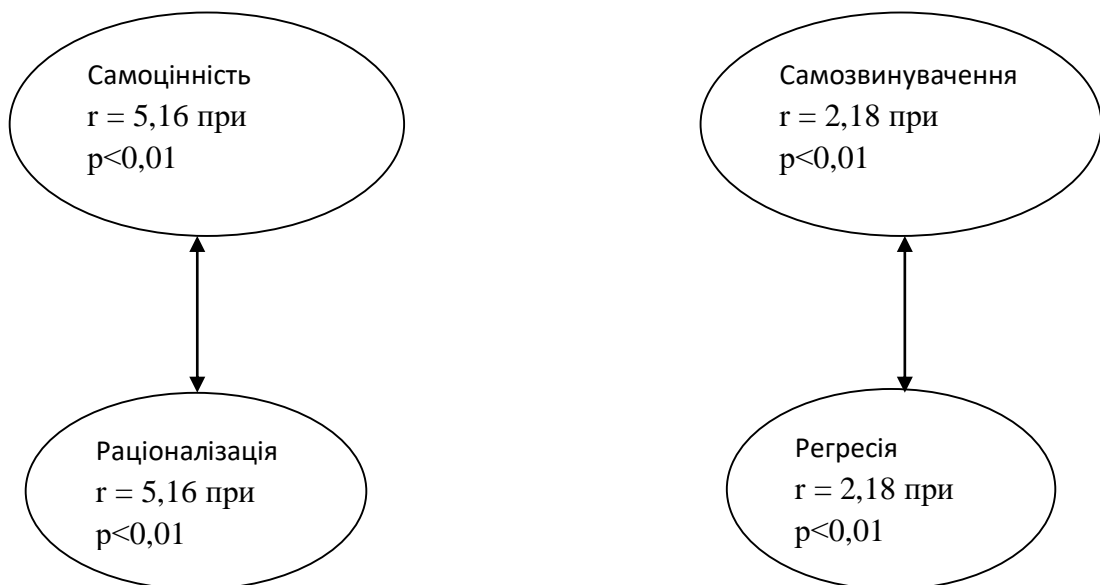 Самоцінність
r = 5,16 при
p<0,01
Самозвинувачення
r = 2,18 при
p<0,01
Раціоналізація
r = 5,16 при
p<0,01
Регресія
r = 2,18 при
p<0,01